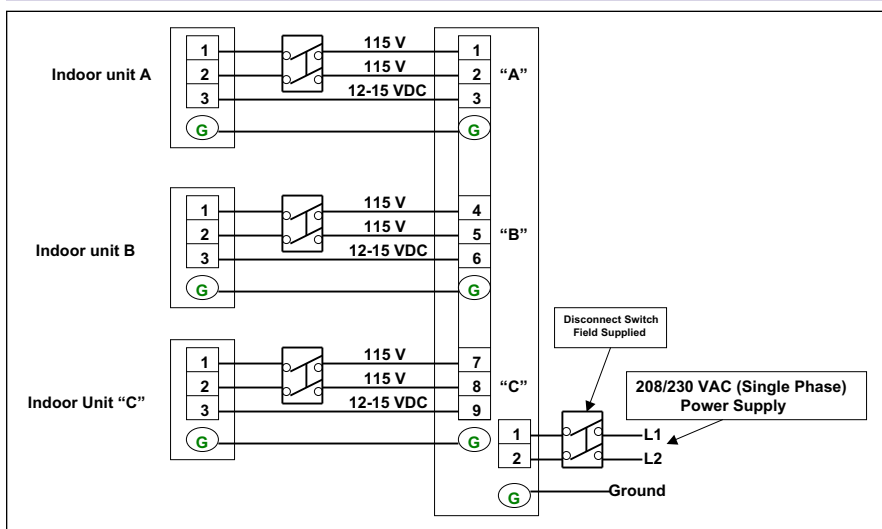 Indoor unit A
1
2
3
G
115 V
115 V
12-15 VDC
1
2
3
G
“A”
Indoor unit B
1
2
3
G
115 V
115 V
12-15 VDC
4
5
6
G
“B”
Indoor Unit “C”
1
2
3
G
115 V
115 V
12-15 VDC
7
8
9
G
“C”
Disconnect Switch
Field Supplied
208/230 VAC (Single Phase)
Power Supply
1
2
L1
L2
G
Ground